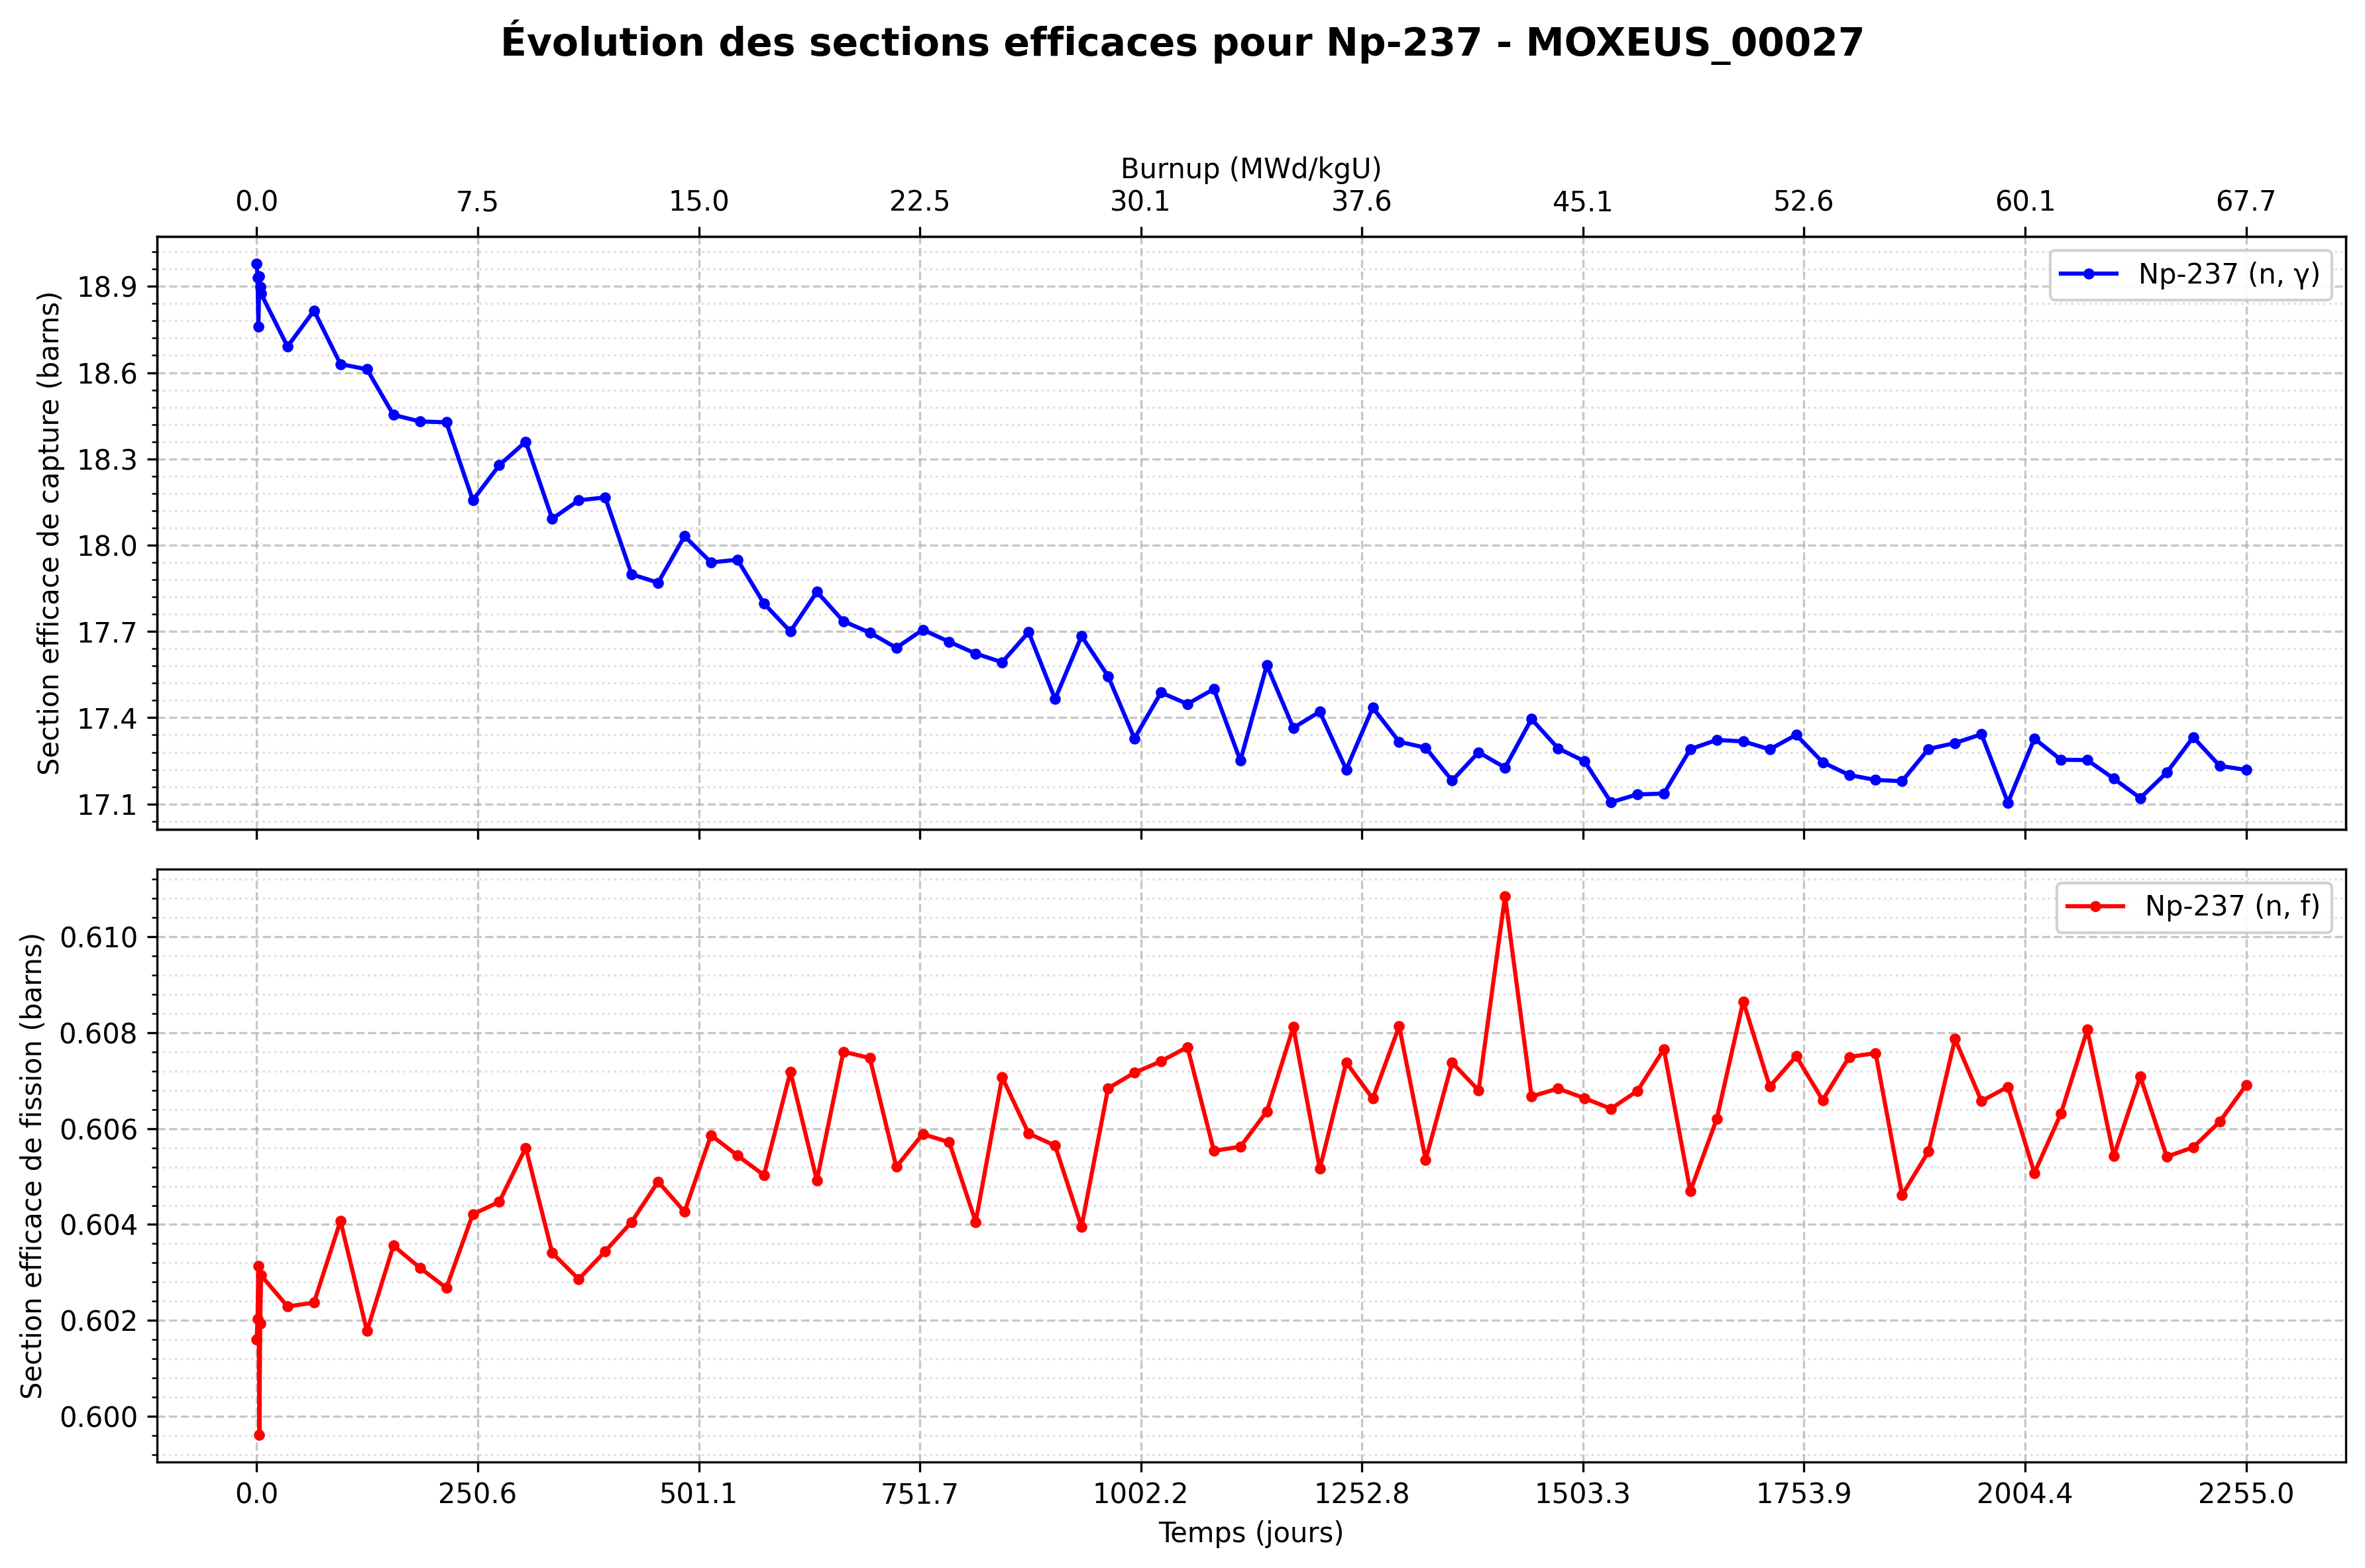 Évolution des sections efficaces pour Np-237 - MOXEUS_00027
Burnup (MWd/kgU)
0.0 7.5 15.0 22.5 30.1 37.6 45.1 52.6 60.1 67.7
Section efficace de capture (barns)
18.9
18.6
18.3
18.0
17.7
17.4
17.1
Np-237 (n, γ)
Section efficace de fission (barns)
0.610
0.608
0.606
0.604
0.602
0.600
Np-237 (n, f)
0.0 250.6 501.1 751.7 1002.2 1252.8 1503.3 1753.9 2004.4 2255.0
Temps (jours)